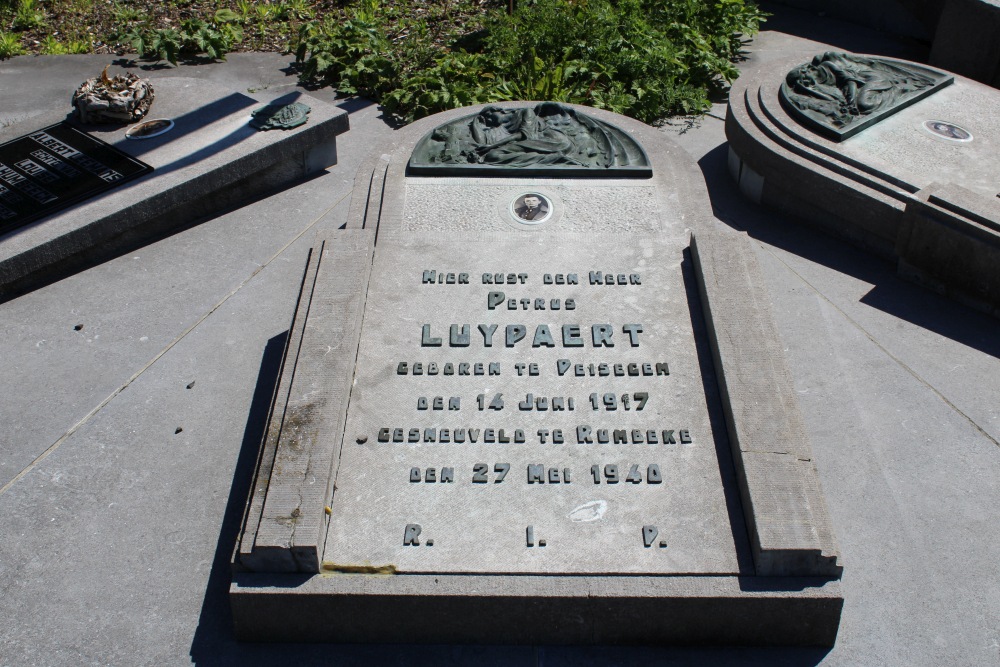 HIER RUST DEN HEER
PETRUS
LUYPAERT
GEBOREN TE PEISEGEM
DEN 14 JUNI 1917
GESNEUVELD TE RUMBEKE
DEN 27 MEI 1940
R. I. P.